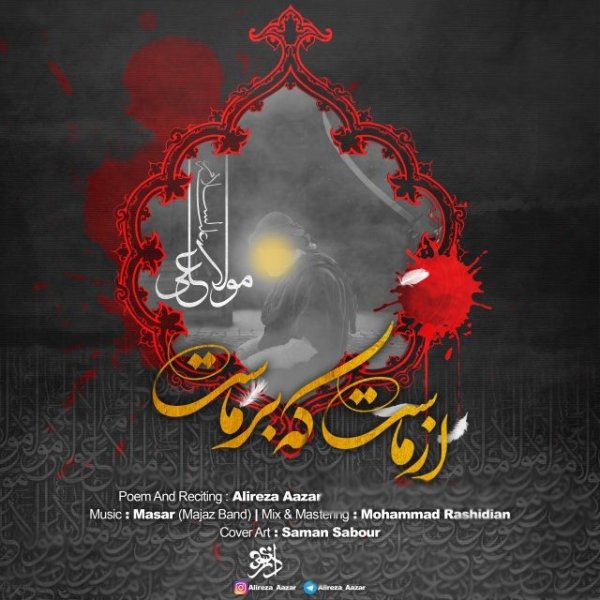 مولا علی
علیه السلام
از ماست که بر ماست
Poem And Reciting : Alireza Aazar
Music : Masar (Majaz Band) | Mix & Mastering : Mohammad Rashidian
Cover Art : Saman Sabour
Alireza_Aazar Alireza_Aazar